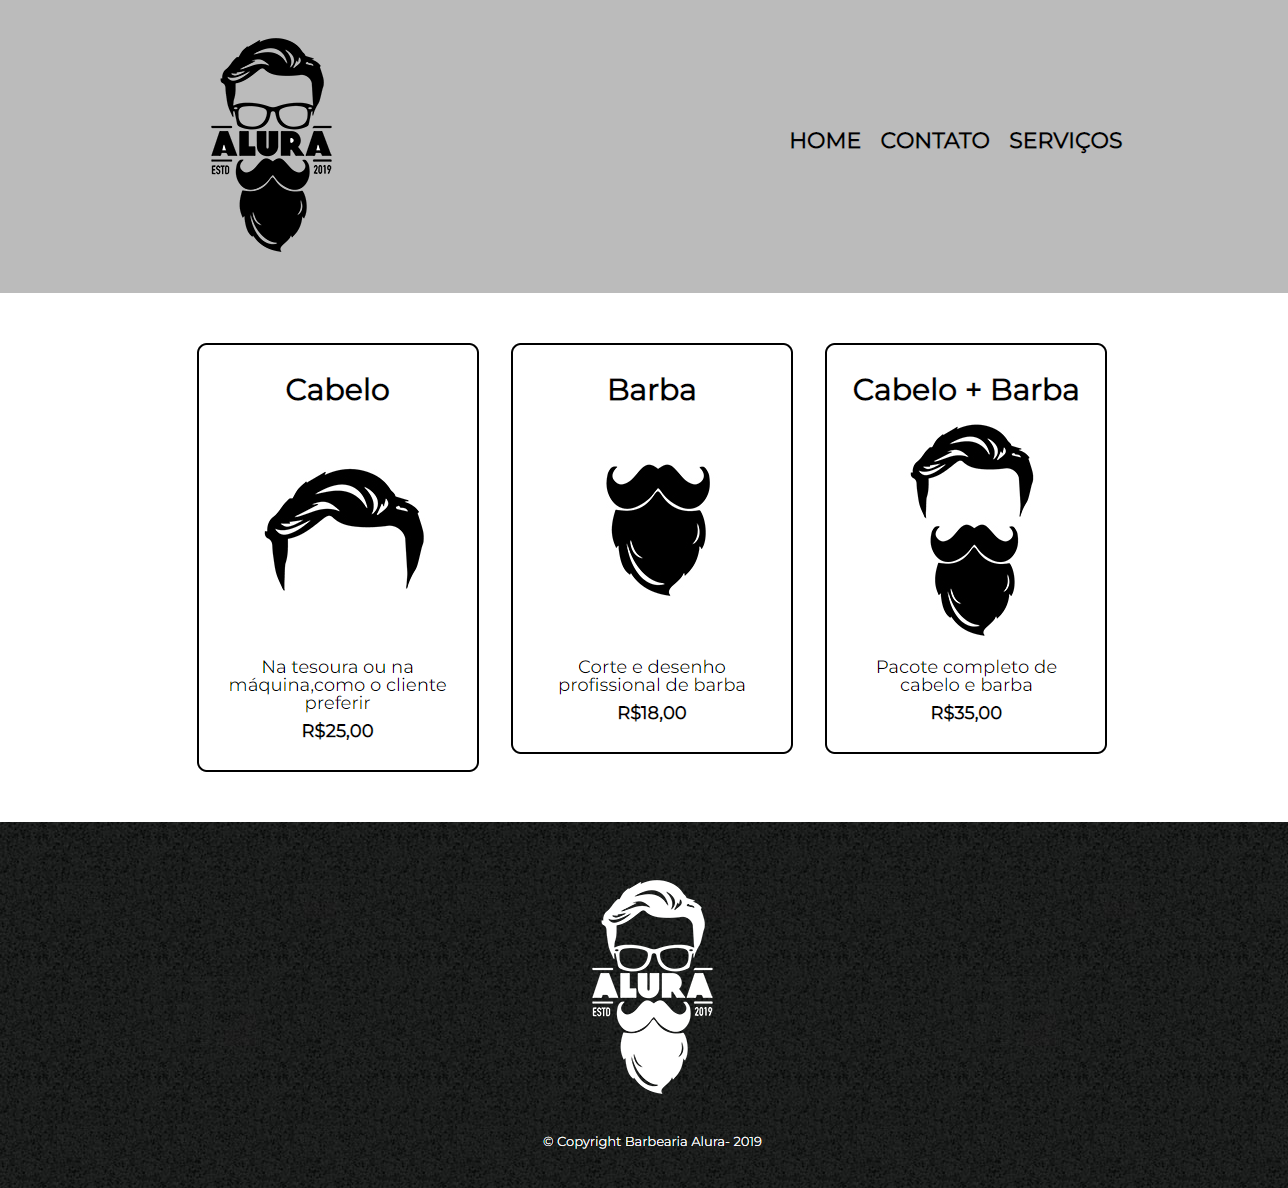 ALURA
ESTD 2019
HOME CONTATO SERVIÇOS
Cabelo
Na tesoura ou na
máquina,como o cliente
preferir
R$25,00
Barba
Corte e desenho
profissional de barba
R$18,00
Cabelo + Barba
Pacote completo de
cabelo e barba
R$35,00
ALURA
ESTD 2019
© Copyright Barbearia Alura- 2019